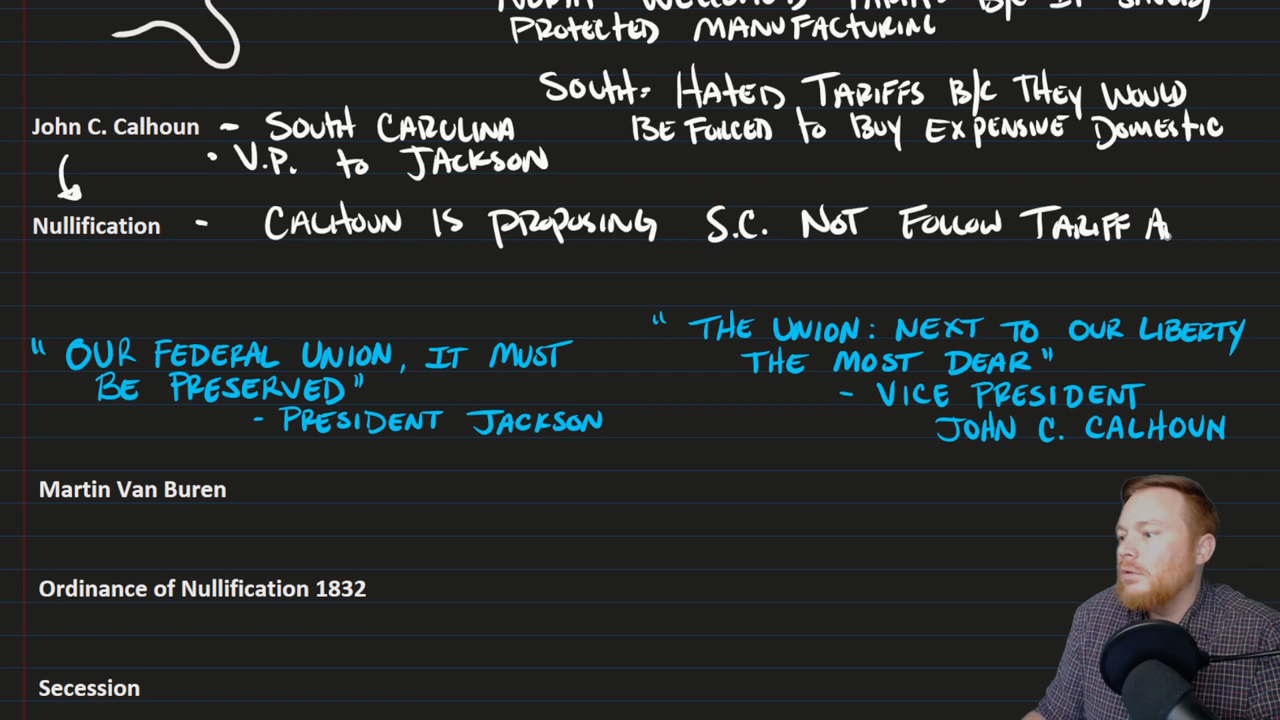 PROTECTED MANUFACTURING
SOUTH - HATED TARIFFS B/C THEY WOULD
BE FORCED TO BUY EXPENSIVE DOMESTIC
John C. Calhoun - SOUTH CAROLINA
• V.P. to JACKSON
Nullification - CALHOUN IS PROPOSING S.C. NOT FOLLOW TARIFF
" THE UNION: NEXT TO OUR LIBERTY
THE MOST DEAR"
- VICE PRESIDENT
JOHN C. CALHOUN
" OUR FEDERAL UNION, IT MUST
BE PRESERVED"
- PRESIDENT JACKSON
Martin Van Buren
Ordinance of Nullification 1832
Secession